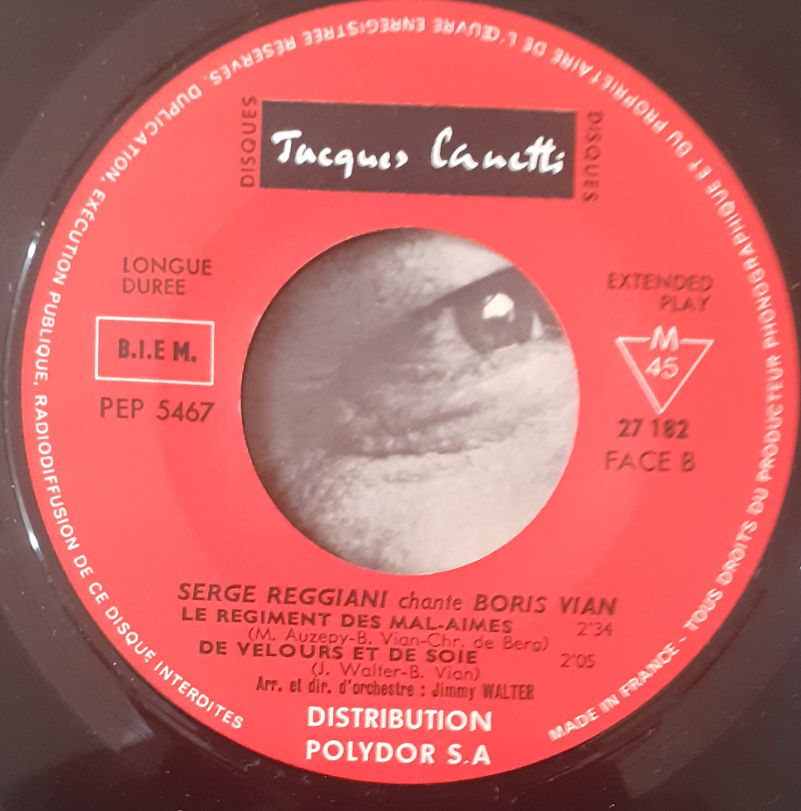 DISQUES
Jacques Canetti
DISQUES
LONGUE
DUREE
B.I.E M.
PEP 5467
EXTENDED
PLAY
M
45
27 182
FACE B
SERGE REGGIANI chante BORIS VIAN
LE REGIMENT DES MAL-AIMES 2'34
(M. Auzepy-B. Vian-Chr. de Berg)
DE VELOURS ET DE SOIE 2'05
(J. Walter-B. Vian)
Arr. et dir. d'orchestre : Jimmy WALTER
DISTRIBUTION
POLYDOR S.A
MADE IN FRANCE - TOUS DROITS DU PRODUCTEUR PHONOGRAPHIQUE ET DU PROPRIETAIRE DE L'ŒUVRE ENREGISTREE RESERVES. DUPLICATION, EXÉCUTION PUBLIQUE, RADIODIFFUSION DE CE DISQUE INTERDITES